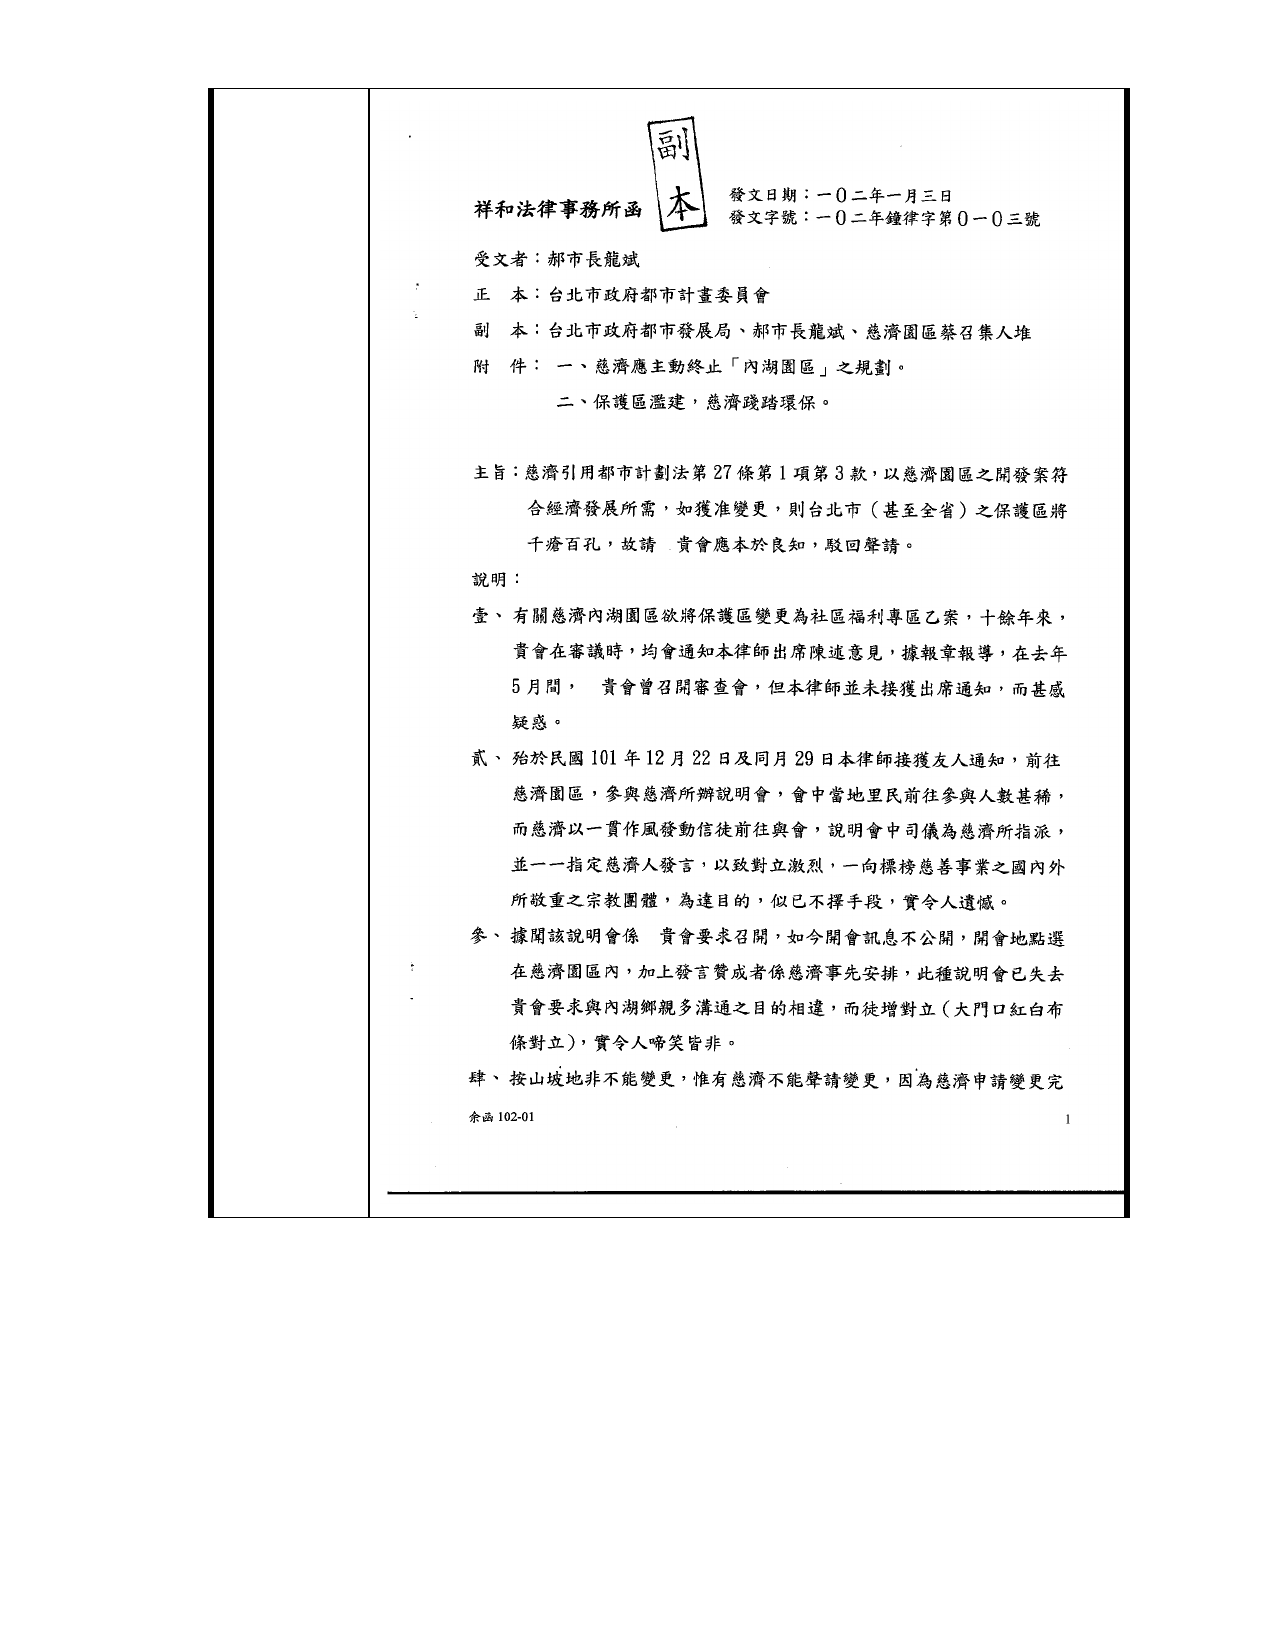 副本
祥和法律事務所函
發文日期：一０二年一月三日
發文字號：一０二年鐘律字第０一０三號
受文者：郝市長龍斌
正　本：台北市政府都市計畫委員會
副　本：台北市政府都市發展局、郝市長龍斌、慈濟園區蔡召集人堆
附　件： 一、慈濟應主動終止「內湖園區」之規劃。
二、保護區濫建，慈濟踐踏環保。
主旨：慈濟引用都市計劃法第27條第1項第3款，以慈濟園區之開發案符
合經濟發展所需，如獲准變更，則台北市（甚至全省）之保護區將
千瘡百孔，故請　貴會應本於良知，駁回聲請。
說明：
壹、有關慈濟內湖園區欲將保護區變更為社區福利專區乙案，十餘年來，
貴會在審議時，均會通知本律師出席陳述意見，據報章報導，在去年
5月間，　貴會曾召開審查會，但本律師並未接獲出席通知，而甚感
疑惑。
貳、殆於民國101年12月22日及同月29日本律師接獲友人通知，前往
慈濟園區，參與慈濟所辦說明會，會中當地里民前往參與人數甚稀，
而慈濟以一貫作風發動信徒前往與會，說明會中司儀為慈濟所指派，
並一一指定慈濟人發言，以致對立激烈，一向標榜慈善事業之國內外
所敬重之宗教團體，為達目的，似已不擇手段，實令人遺憾。
參、據聞該說明會係　貴會要求召開，如今開會訊息不公開，開會地點選
在慈濟園區內，加上發言贊成者係慈濟事先安排，此種說明會已失去
貴會要求與內湖鄉親多溝通之目的相違，而徒增對立（大門口紅白布
條對立），實令人啼笑皆非。
肆、按山坡地非不能變更，惟有慈濟不能聲請變更，因為慈濟申請變更完
余函 102-01
1